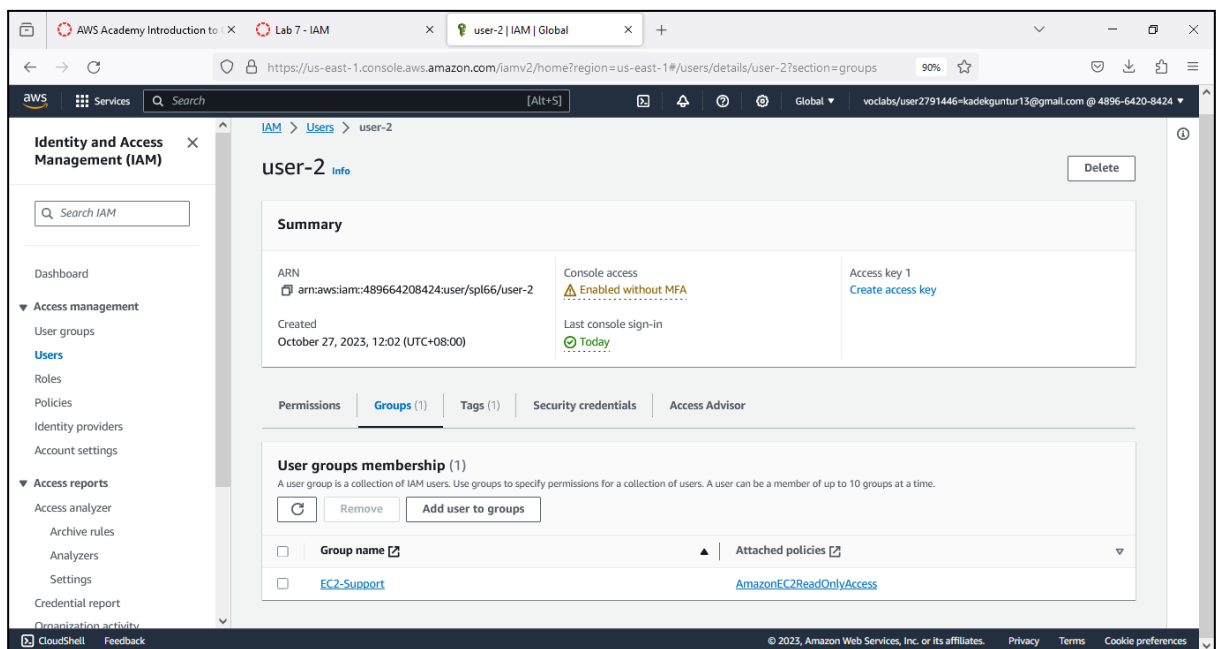 AWS Academy Introduction to C
Lab 7 - IAM
user-2 | IAM | Global
https://us-east-1.console.aws.amazon.com/iamv2/home?region=us-east-1#/users/details/user-2?section=groups
90%
aws
Services
Search
[Alt+S]
Global
voclabs/user2791446=kadekguntur13@gmail.com @ 4896-6420-8424
Identity and Access
Management (IAM)
Search IAM
Dashboard
Access management
User groups
Users
Roles
Policies
Identity providers
Account settings
Access reports
Access analyzer
Archive rules
Analyzers
Settings
Credential report
Organization activity
IAM > Users > user-2
user-2 Info
Delete
Summary
ARN
arn:aws:iam::489664208424:user/spl66/user-2
Console access
Enabled without MFA
Access key 1
Create access key
Created
October 27, 2023, 12:02 (UTC+08:00)
Last console sign-in
Today
Permissions
Groups (1)
Tags (1)
Security credentials
Access Advisor
User groups membership (1)
A user group is a collection of IAM users. Use groups to specify permissions for a collection of users. A user can be a member of up to 10 groups at a time.
Remove
Add user to groups
Group name
Attached policies
EC2-Support
AmazonEC2ReadOnlyAccess
CloudShell
Feedback
© 2023, Amazon Web Services, Inc. or its affiliates.
Privacy
Terms
Cookie preferences